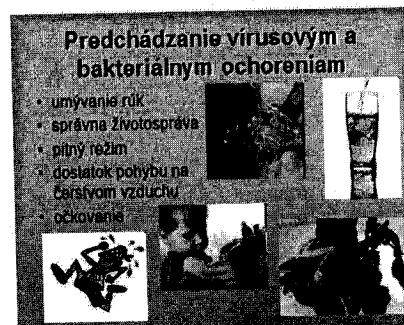 Predchádzanie vírusovým a
bakteriálnym ochoreniam
• umývanie rúk
• správna životospráva
• pitný režim
• dostatok pohybu na
čerstvom vzduchu
• očkovanie